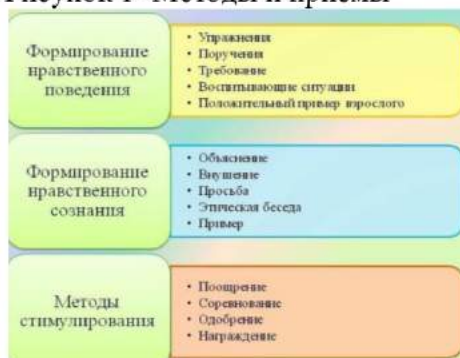 Рисунок 1- Методы и приемы
Формирование
нравственного
поведения
• Упражнения
• Поручения
• Требование
• Воспитывающие ситуации
• Положительный пример взрослого
Формирование
нравственного
сознания
• Объяснение
• Внушение
• Просьба
• Этическая беседа
• Пример
Методы
стимулирования
• Поощрение
• Соревнование
• Одобрение
• Награждение